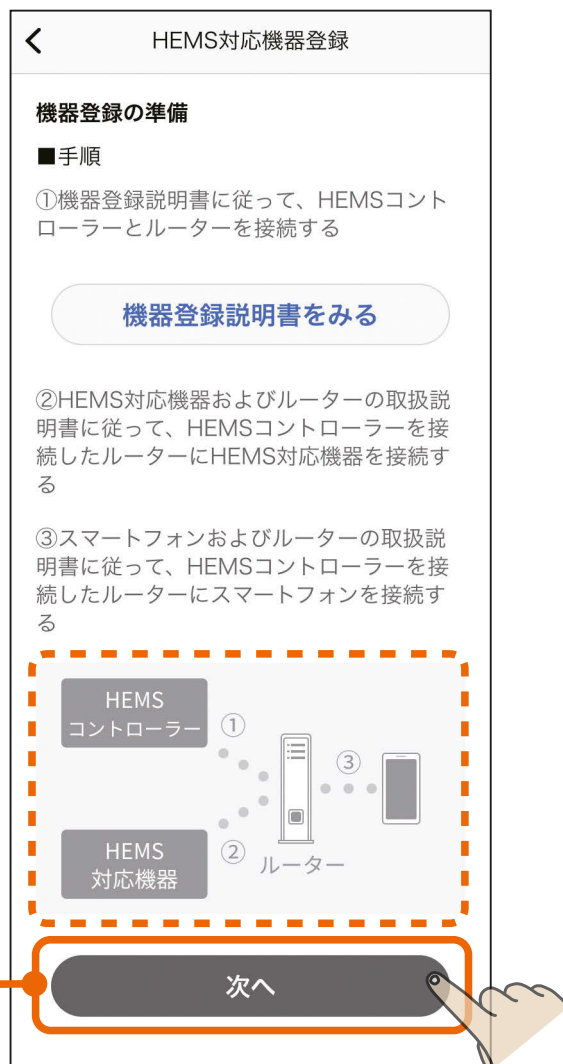 HEMS対応機器登録
機器登録の準備
■手順
①機器登録説明書に従って、HEMSコント
ローラーとルーターを接続する
機器登録説明書をみる
②HEMS対応機器およびルーターの取扱説
明書に従って、HEMSコントローラーを接
続したルーターにHEMS対応機器を接続す
る
③スマートフォンおよびルーターの取扱説
明書に従って、HEMSコントローラーを接
続したルーターにスマートフォンを接続す
る
HEMS
コントローラー
①
③
HEMS
対応機器
②
ルーター
次へ